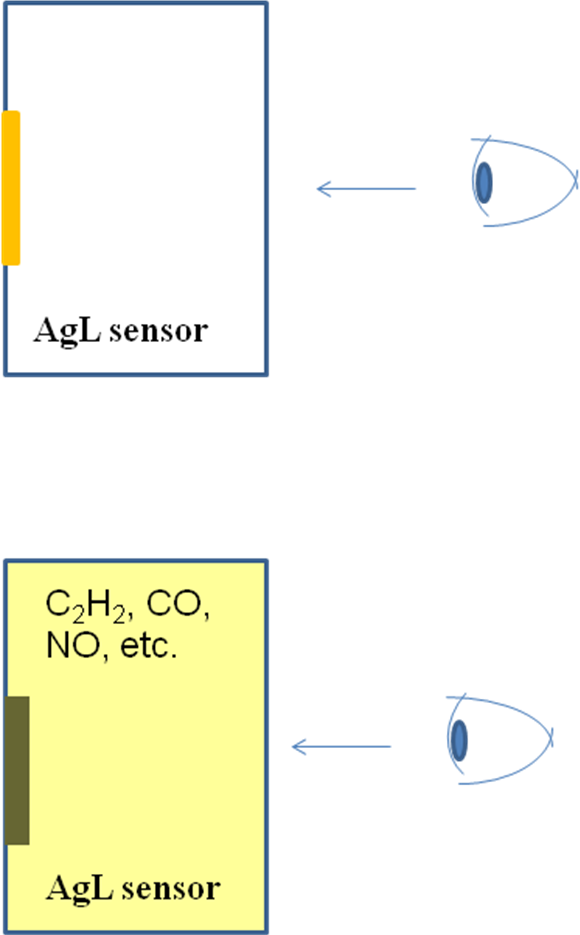 AgL sensor
C₂H₂, CO,
NO, etc.
AgL sensor